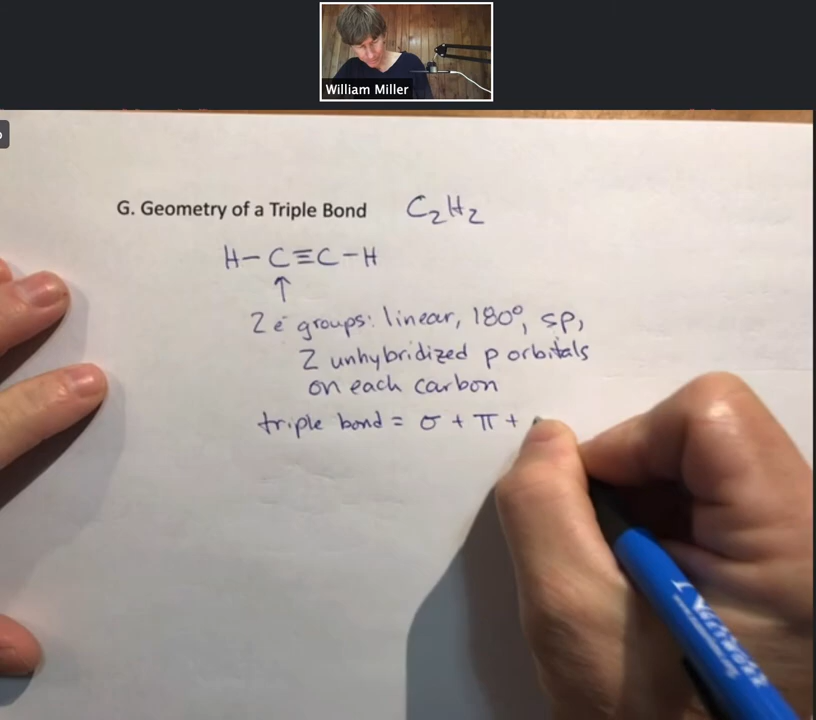 William Miller
G. Geometry of a Triple Bond C₂H₂
H-C≡C-H
↑
2 e⁻ groups: linear, 180°, sp,
2 unhybridized p orbitals
on each carbon
triple bond = σ + π +